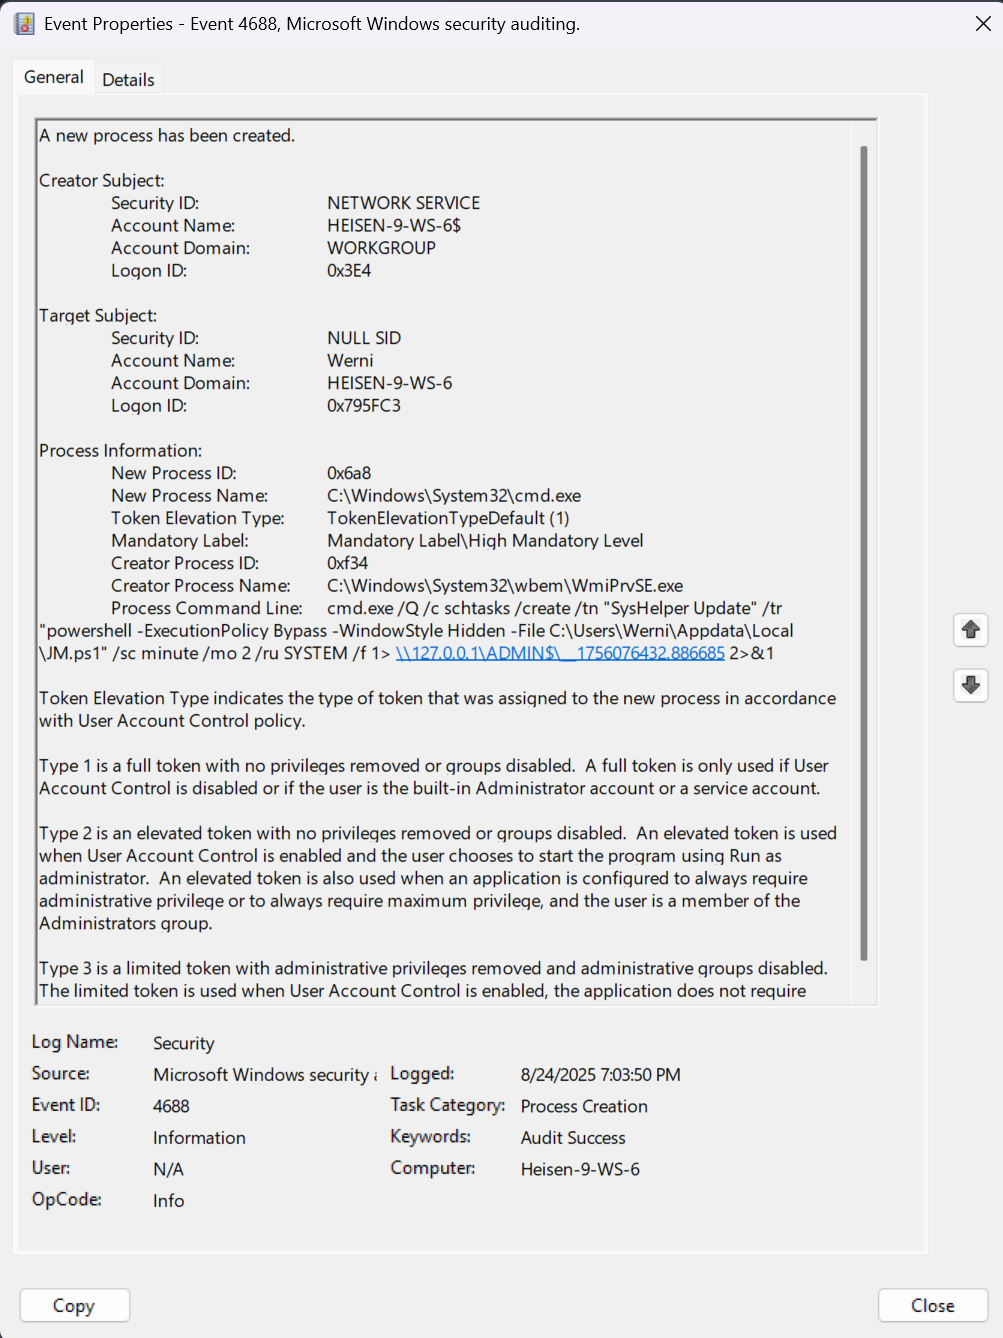 Event Properties - Event 4688, Microsoft Windows security auditing.
General
Details
A new process has been created.
Creator Subject:
Security ID: NETWORK SERVICE
Account Name: HEISEN-9-WS-6$
Account Domain: WORKGROUP
Logon ID: 0x3E4
Target Subject:
Security ID: NULL SID
Account Name: Werni
Account Domain: HEISEN-9-WS-6
Logon ID: 0x795FC3
Process Information:
New Process ID: 0x6a8
New Process Name: C:\Windows\System32\cmd.exe
Token Elevation Type: TokenElevationTypeDefault (1)
Mandatory Label: Mandatory Label\High Mandatory Level
Creator Process ID: 0xf34
Creator Process Name: C:\Windows\System32\wbem\WmiPrvSE.exe
Process Command Line: cmd.exe /Q /c schtasks /create /tn "SysHelper Update" /tr
"powershell -ExecutionPolicy Bypass -WindowStyle Hidden -File C:\Users\Werni\Appdata\Local
\JM.ps1" /sc minute /mo 2 /ru SYSTEM /f 1> \\127.0.0.1\ADMIN$\__1756076432.886685 2>&1
Token Elevation Type indicates the type of token that was assigned to the new process in accordance
with User Account Control policy.
Type 1 is a full token with no privileges removed or groups disabled.  A full token is only used if User
Account Control is disabled or if the user is the built-in Administrator account or a service account.
Type 2 is an elevated token with no privileges removed or groups disabled.  An elevated token is used
when User Account Control is enabled and the user chooses to start the program using Run as
administrator.  An elevated token is also used when an application is configured to always require
administrative privilege or to always require maximum privilege, and the user is a member of the
Administrators group.
Type 3 is a limited token with administrative privileges removed and administrative groups disabled.
The limited token is used when User Account Control is enabled, the application does not require
Log Name: Security
Source: Microsoft Windows security Logged: 8/24/2025 7:03:50 PM
Event ID: 4688 Task Category: Process Creation
Level: Information Keywords: Audit Success
User: N/A Computer: Heisen-9-WS-6
OpCode: Info
Copy
Close